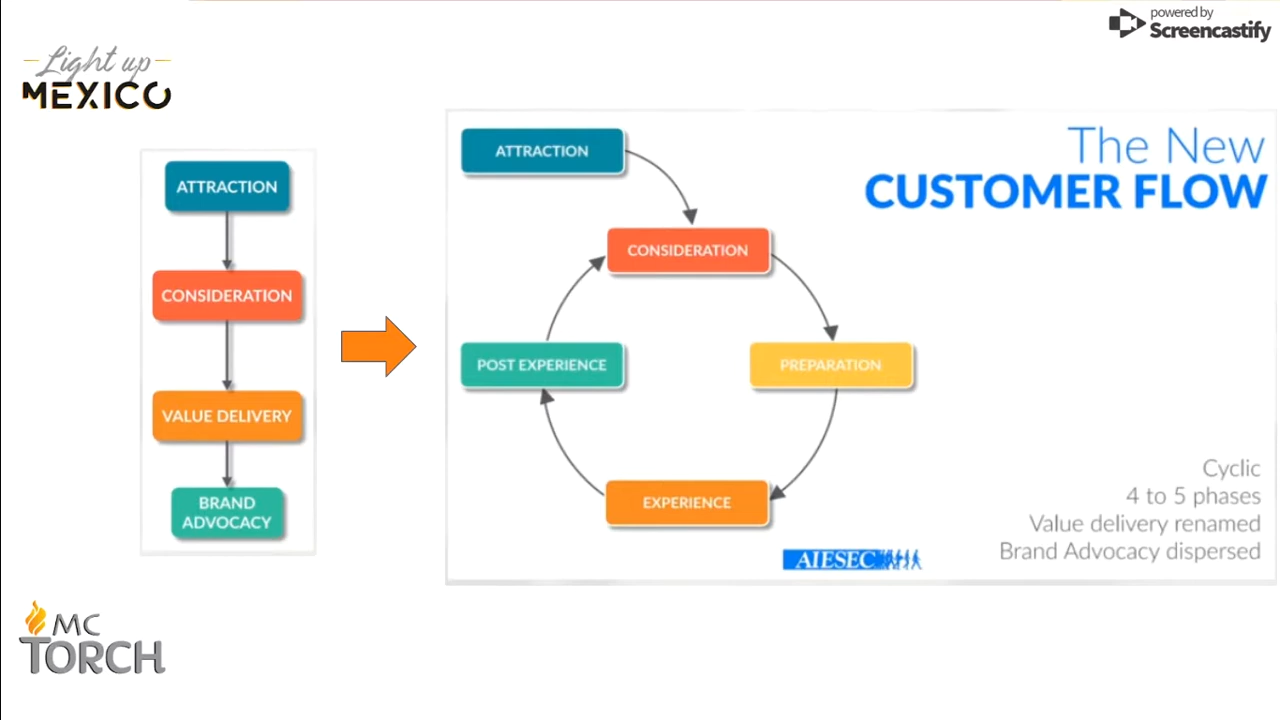 powered by
Screencastify
Light up
MEXICO
ATTRACTION
CONSIDERATION
VALUE DELIVERY
BRAND
ADVOCACY
The New
CUSTOMER FLOW
ATTRACTION
CONSIDERATION
POST EXPERIENCE
PREPARATION
EXPERIENCE
Cyclic
4 to 5 phases
Value delivery renamed
Brand Advocacy dispersed
AIESEC
MC
TORCH